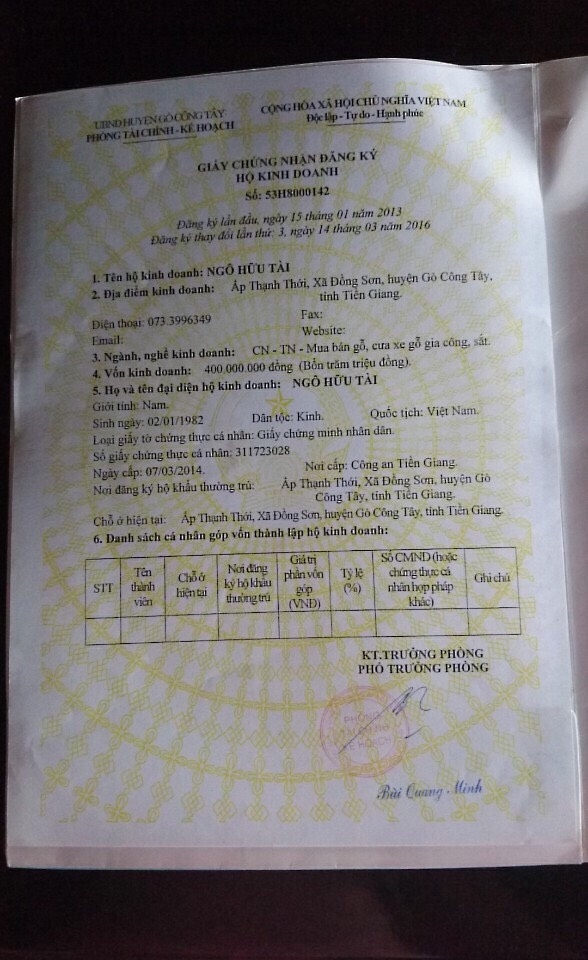 UBND HUYỆN GÒ CÔNG TÂY
PHÒNG TÀI CHÍNH - KẾ HOẠCH
CỘNG HÒA XÃ HỘI CHỦ NGHĨA VIỆT NAM
Độc lập - Tự do - Hạnh phúc
GIẤY CHỨNG NHẬN ĐĂNG KÝ
HỘ KINH DOANH
Số: 53H8000142
Đăng ký lần đầu, ngày 15 tháng 01 năm 2013
Đăng ký thay đổi lần thứ: 3, ngày 14 tháng 03 năm 2016
1. Tên hộ kinh doanh: NGÔ HỮU TÀI
2. Địa điểm kinh doanh: Ấp Thạnh Thới, Xã Đồng Sơn, huyện Gò Công Tây,
tỉnh Tiền Giang.
Điện thoại: 073.3996349 Fax:
Email: Website:
3. Ngành, nghề kinh doanh: CN - TN - Mua bán gỗ, cưa xẻ gỗ gia công, sắt.
4. Vốn kinh doanh: 400.000.000 đồng (Bốn trăm triệu đồng).
5. Họ và tên đại diện hộ kinh doanh: NGÔ HỮU TÀI
Giới tính: Nam.
Sinh ngày: 02/01/1982 Dân tộc: Kinh. Quốc tịch: Việt Nam.
Loại giấy tờ chứng thực cá nhân: Giấy chứng minh nhân dân.
Số giấy chứng thực cá nhân: 311723028
Ngày cấp: 07/03/2014. Nơi cấp: Công an Tiền Giang.
Nơi đăng ký hộ khẩu thường trú: Ấp Thạnh Thới, Xã Đồng Sơn, huyện Gò
Công Tây, tỉnh Tiền Giang.
Chỗ ở hiện tại: Ấp Thạnh Thới, Xã Đồng Sơn, huyện Gò Công Tây, tỉnh Tiền Giang.
6. Danh sách cá nhân góp vốn thành lập hộ kinh doanh:
STT
Tên
thành
viên
Chỗ ở
hiện tại
Nơi đăng
ký hộ khẩu
thường trú
Giá trị
phần vốn
góp
(VNĐ)
Tỷ lệ
(%)
Số CMND (hoặc
chứng thực cá
nhân hợp pháp
khác)
Ghi chú
KT.TRƯỞNG PHÒNG
PHÓ TRƯỞNG PHÒNG
PHÒNG
TÀI CHÍNH
KẾ HOẠCH
Bùi Quang Minh